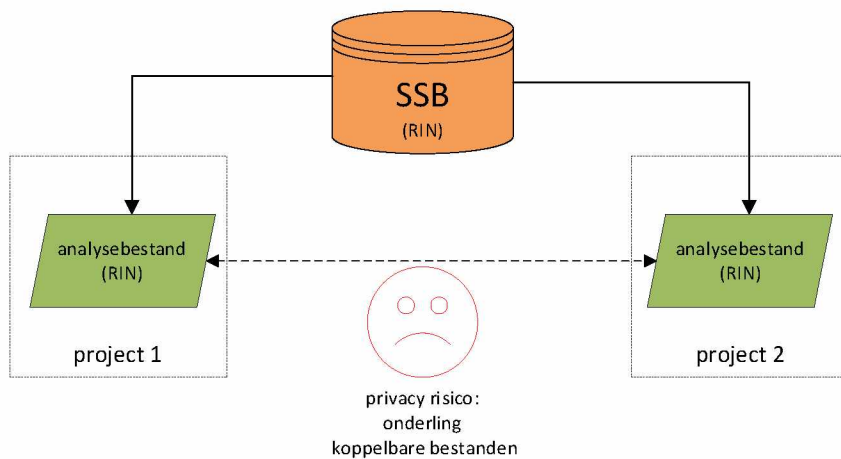 SSB
(RIN)
analysebestand
(RIN)
project 1
analysebestand
(RIN)
project 2
privacy risico:
onderling
koppelbare bestanden